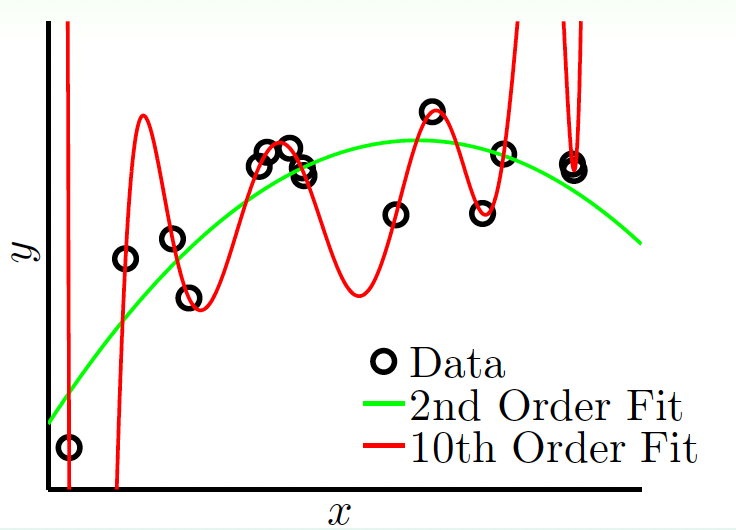 y
Data
2nd Order Fit
10th Order Fit
x